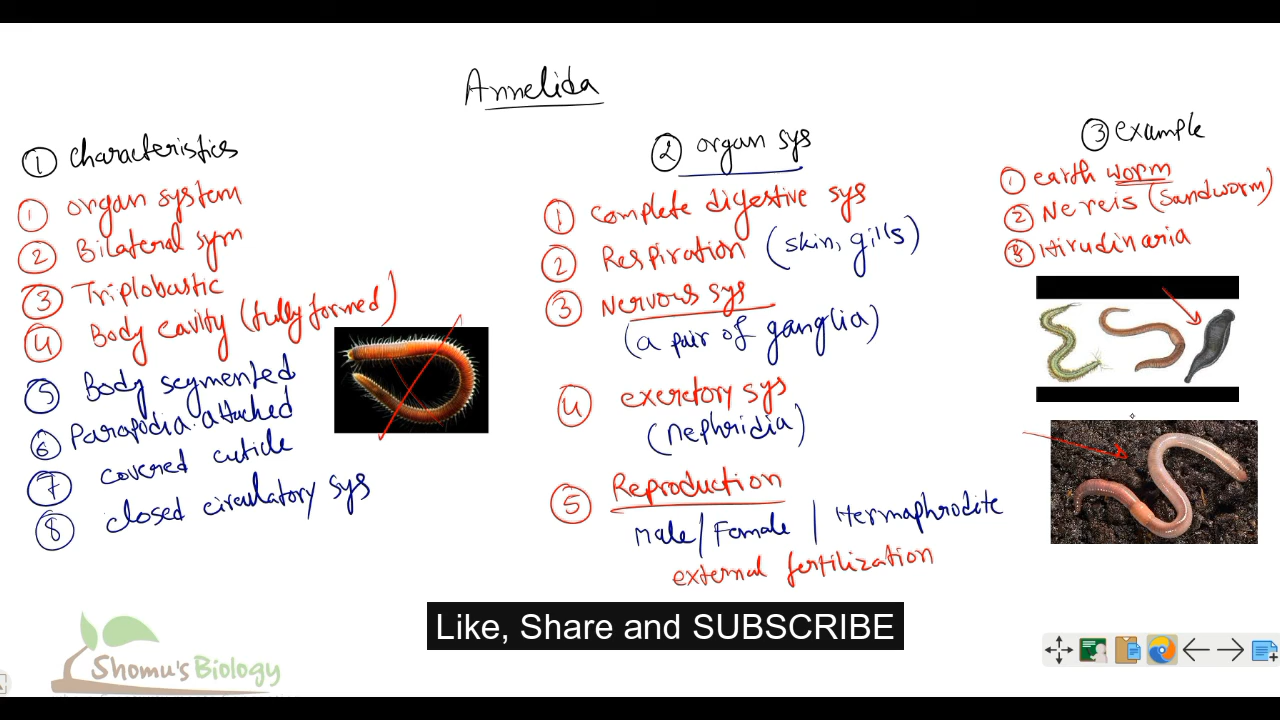 Annelida
① characteristics
① organ system
② Bilateral sym
③ Triplobastic
④ Body cavity (fully formed)
⑤ Body segmented
⑥ Parapodia attached
⑦ covered cuticle
⑧ closed circulatory sys
② organ sys
① complete digestive sys
② Respiration (skin, gills)
③ Nervous sys
(a pair of ganglia)
④ excretory sys
(nephridia)
⑤ Reproduction
Male/Female / Hermaphrodite
external fertilization
③ example
① earth worm
② Nereis (Sandworm)
③ Hirudinaria
Like, Share and SUBSCRIBE
Shomu's Biology